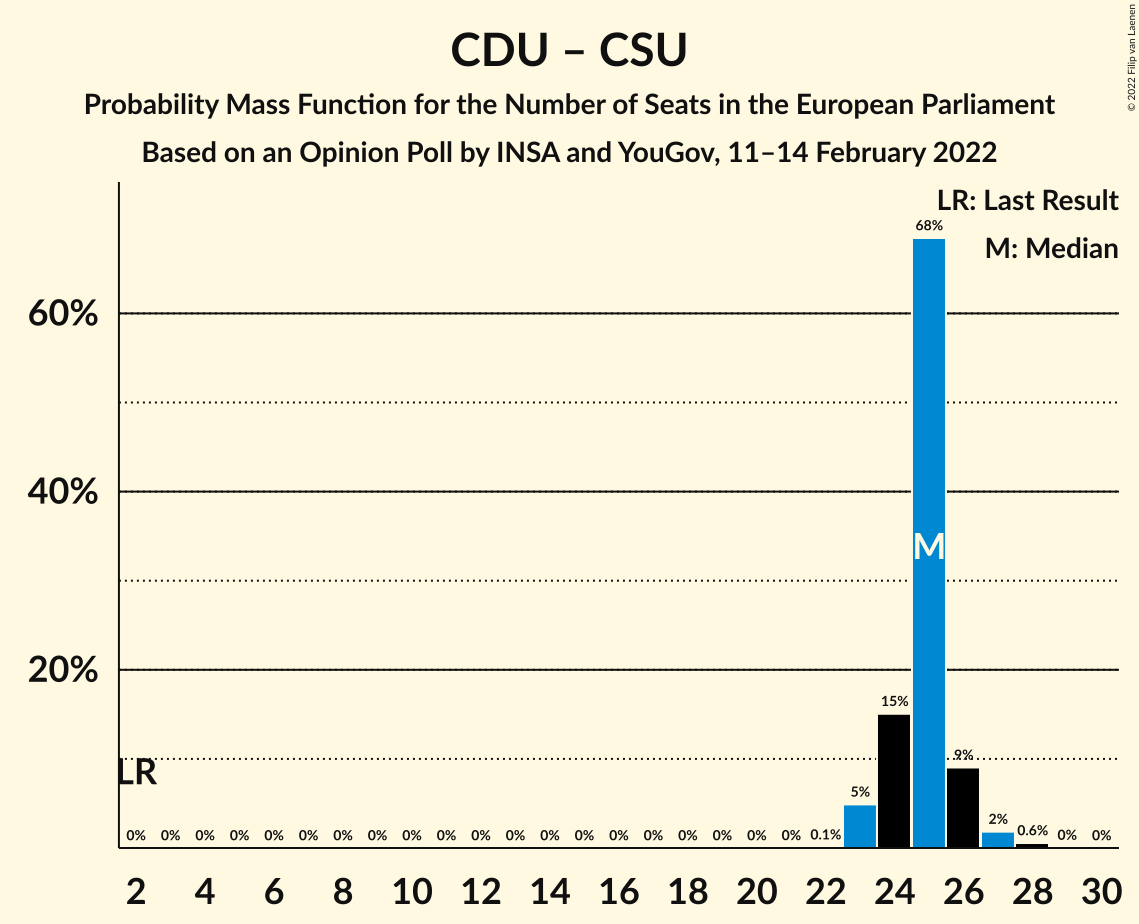 CDU – CSU
Probability Mass Function for the Number of Seats in the European Parliament
Based on an Opinion Poll by INSA and YouGov, 11–14 February 2022
© 2022 Filip van Laenen
LR: Last Result
M: Median
68%
60%
40%
M
20%
15%
9%
LR
5%
0% 0% 0% 0% 0% 0% 0% 0% 0% 0% 0% 0% 0% 0% 0% 0% 0% 0% 0% 0% 0.1% 2% 0.6% 0% 0%
2 4 6 8 10 12 14 16 18 20 22 24 26 28 30